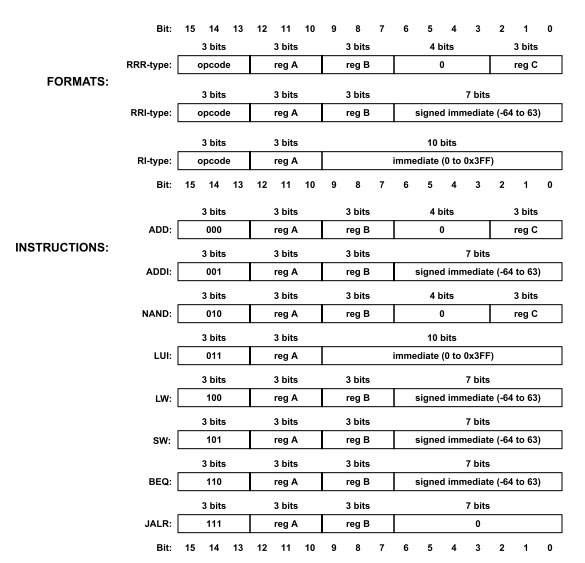 Bit: 15 14 13 12 11 10 9 8 7 6 5 4 3 2 1 0
3 bits 3 bits 3 bits 4 bits 3 bits
RRR-type: opcode reg A reg B 0 reg C
FORMATS:
3 bits 3 bits 3 bits 7 bits
RRI-type: opcode reg A reg B signed immediate (-64 to 63)
3 bits 3 bits 10 bits
RI-type: opcode reg A immediate (0 to 0x3FF)
Bit: 15 14 13 12 11 10 9 8 7 6 5 4 3 2 1 0
3 bits 3 bits 3 bits 4 bits 3 bits
ADD: 000 reg A reg B 0 reg C
INSTRUCTIONS:
3 bits 3 bits 3 bits 7 bits
ADDI: 001 reg A reg B signed immediate (-64 to 63)
3 bits 3 bits 3 bits 4 bits 3 bits
NAND: 010 reg A reg B 0 reg C
3 bits 3 bits 10 bits
LUI: 011 reg A immediate (0 to 0x3FF)
3 bits 3 bits 3 bits 7 bits
LW: 100 reg A reg B signed immediate (-64 to 63)
3 bits 3 bits 3 bits 7 bits
SW: 101 reg A reg B signed immediate (-64 to 63)
3 bits 3 bits 3 bits 7 bits
BEQ: 110 reg A reg B signed immediate (-64 to 63)
3 bits 3 bits 3 bits 7 bits
JALR: 111 reg A reg B 0
Bit: 15 14 13 12 11 10 9 8 7 6 5 4 3 2 1 0